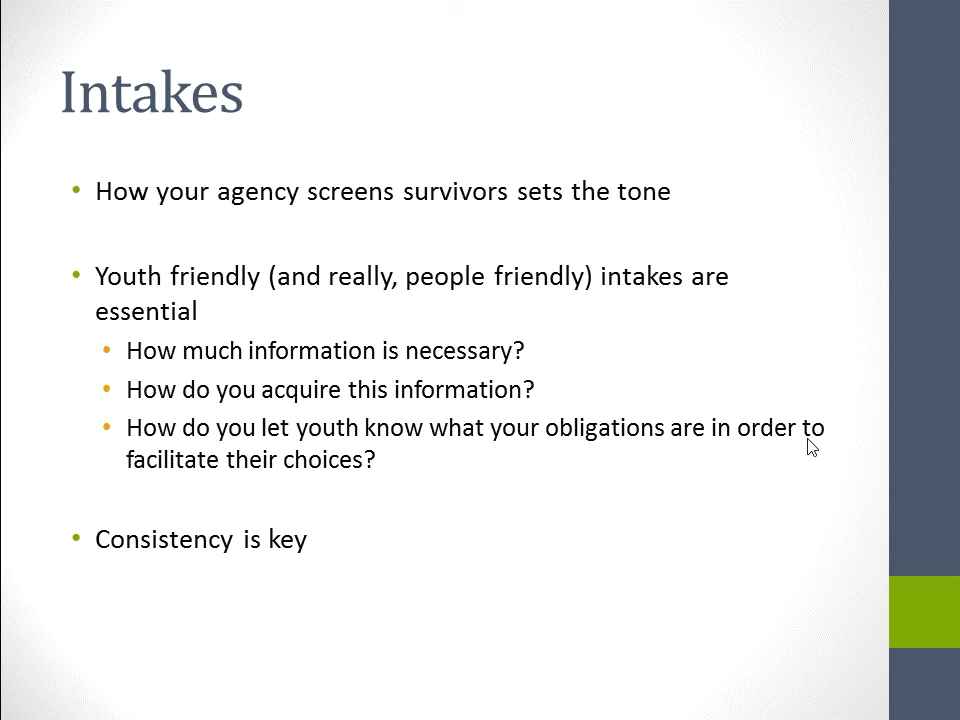 Intakes
• How your agency screens survivors sets the tone
• Youth friendly (and really, people friendly) intakes are
essential
• How much information is necessary?
• How do you acquire this information?
• How do you let youth know what your obligations are in order to
facilitate their choices?
• Consistency is key